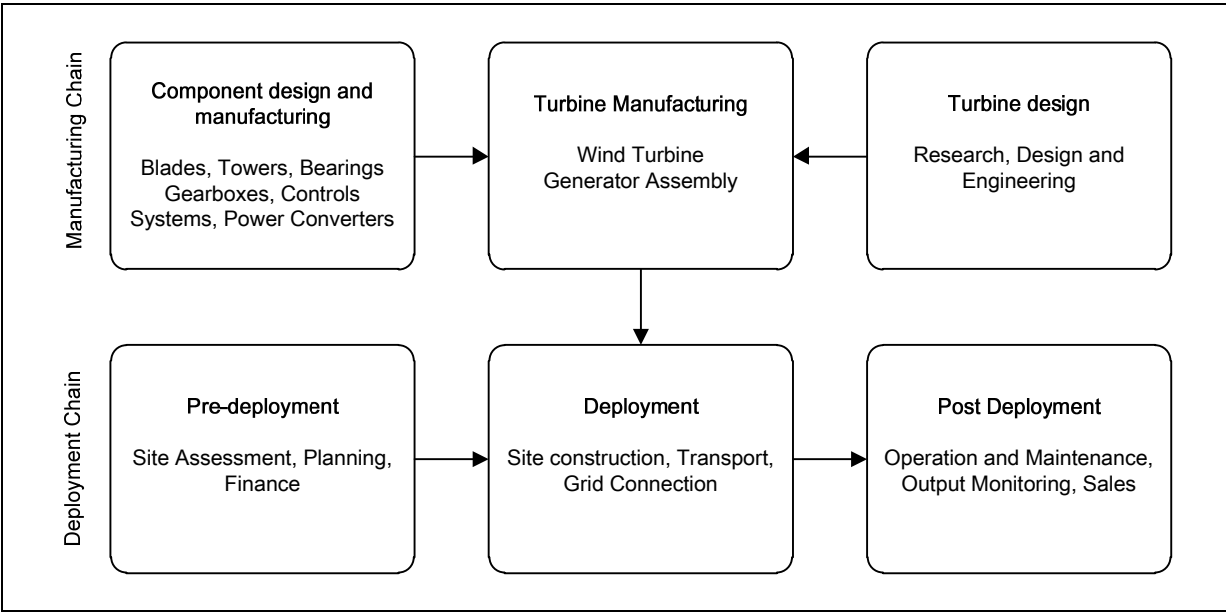 Manufacturing Chain
Component design and
manufacturing
Blades, Towers, Bearings
Gearboxes, Controls
Systems, Power Converters
Turbine Manufacturing
Wind Turbine
Generator Assembly
Turbine design
Research, Design and
Engineering
Deployment Chain
Pre-deployment
Site Assessment, Planning,
Finance
Deployment
Site construction, Transport,
Grid Connection
Post Deployment
Operation and Maintenance,
Output Monitoring, Sales